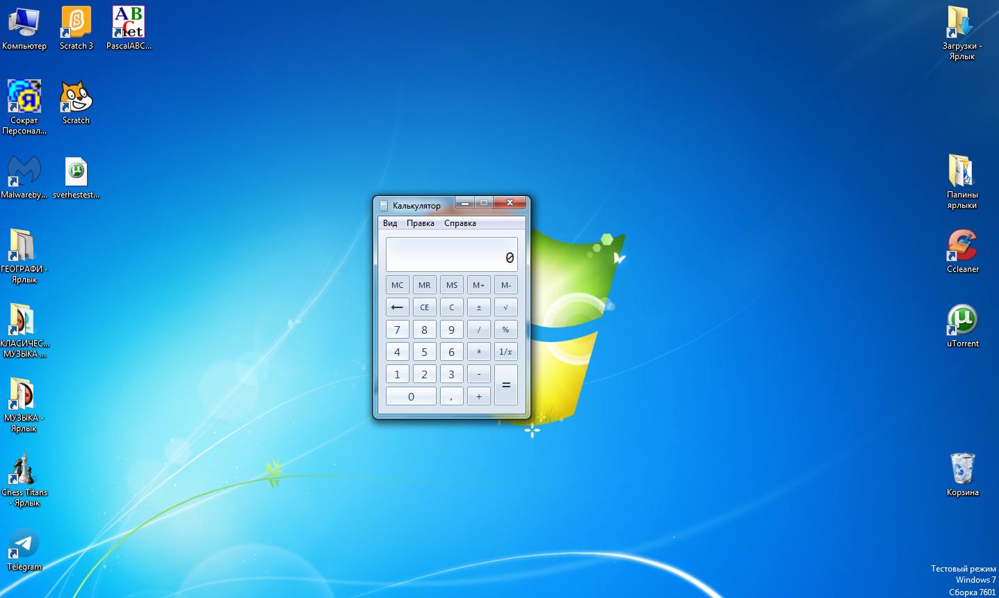 Компьютер
Scratch 3
PascalABC...
ABC
net
Загрузки -
Ярлык
Сократ
Персонал...
Я
Scratch
Malwareby...
sverhestest...
µ
Папины
ярлыки
ГЕОГРАФИ -
Ярлык
Ccleaner
КЛАСИЧЕС...
МУЗЫКА ...
µ
uTorrent
МУЗЫКА -
Ярлык
Chess Titans
- Ярлык
Корзина
Telegram
Калькулятор
Вид Правка Справка
0
MC MR MS M+ M-
← CE C ± √
7 8 9 / %
4 5 6 * 1/x
1 2 3 - =
0 , +
Тестовый режим
Windows 7
Сборка 7601